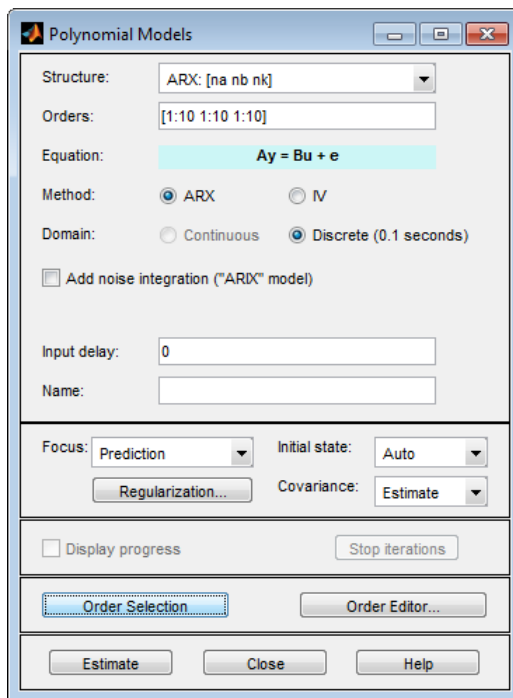 Polynomial Models
Structure: ARX: [na nb nk]
Orders: [1:10 1:10 1:10]
Equation: Ay = Bu + e
Method: ARX IV
Domain: Continuous Discrete (0.1 seconds)
Add noise integration ("ARIX" model)
Input delay: 0
Name:
Focus: Prediction Initial state: Auto
Regularization... Covariance: Estimate
Display progress Stop iterations
Order Selection Order Editor...
Estimate Close Help